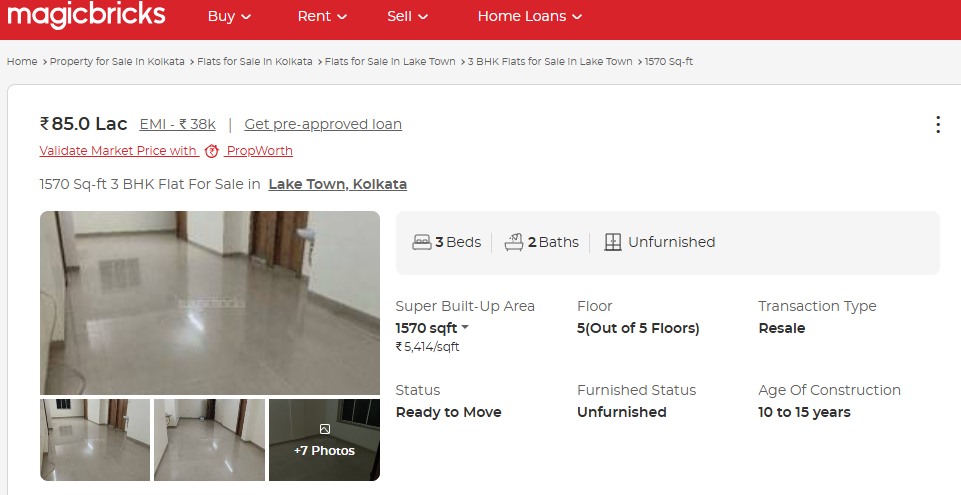 magicbricks Buy Rent Sell Home Loans
Home > Property for Sale in Kolkata > Flats for Sale in Kolkata > Flats for Sale in Lake Town > 3 BHK Flats for Sale in Lake Town > 1570 Sq-ft
₹85.0 Lac EMI - ₹ 38k | Get pre-approved loan
Validate Market Price with PropWorth
1570 Sq-ft 3 BHK Flat For Sale in Lake Town, Kolkata
magicbricks
+7 Photos
3 Beds 2 Baths Unfurnished
Super Built-Up Area Floor Transaction Type
1570 sqft 5(Out of 5 Floors) Resale
₹ 5,414/sqft
Status Furnished Status Age Of Construction
Ready to Move Unfurnished 10 to 15 years